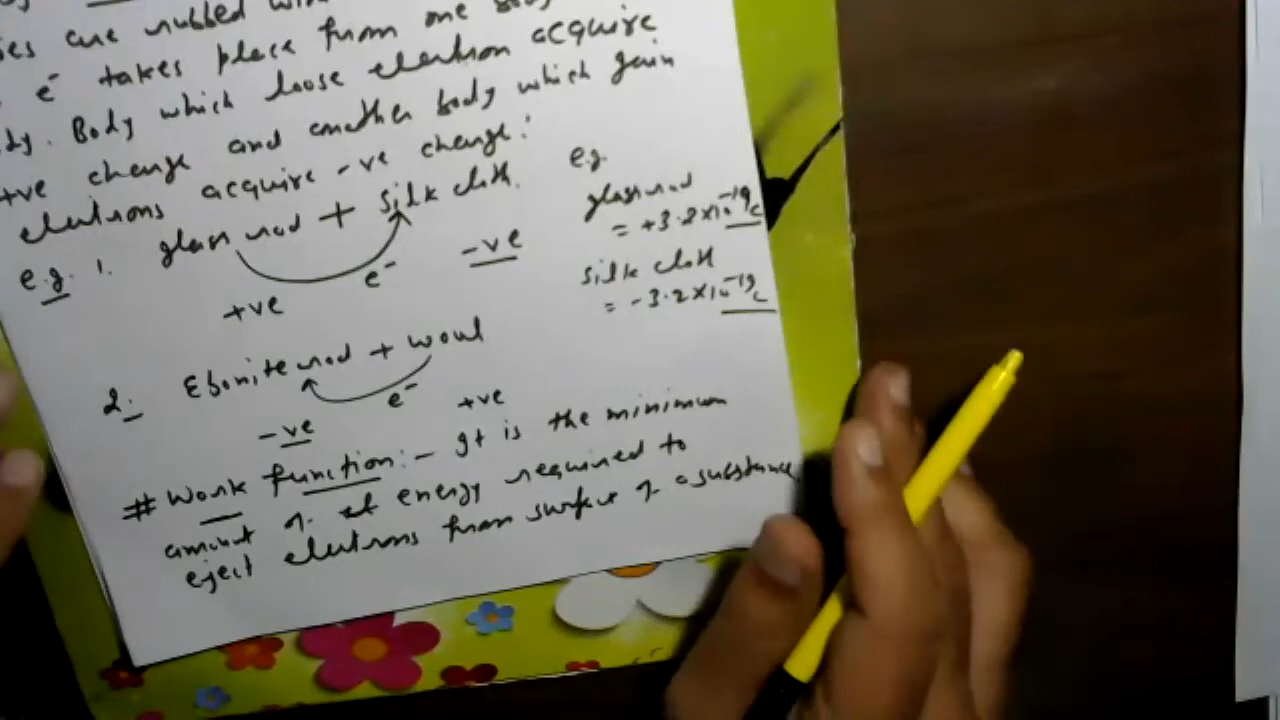 ies are rubbed
e⁻ takes place from one Body
dy. Body which loose electron acquire
+ve charge and another body which gain
electrons acquire -ve charge.
e.g. 1. glass rod + silk cloth.
e⁻
+ve -ve
e.g.
glass rod
= +3.2×10⁻¹⁹c
silk cloth
= -3.2×10⁻¹⁹c
2. Ebonite rod + woul
e⁻
-ve +ve
# Work function:- It is the minimum
amount of energy required to
eject electrons from surface of a substance